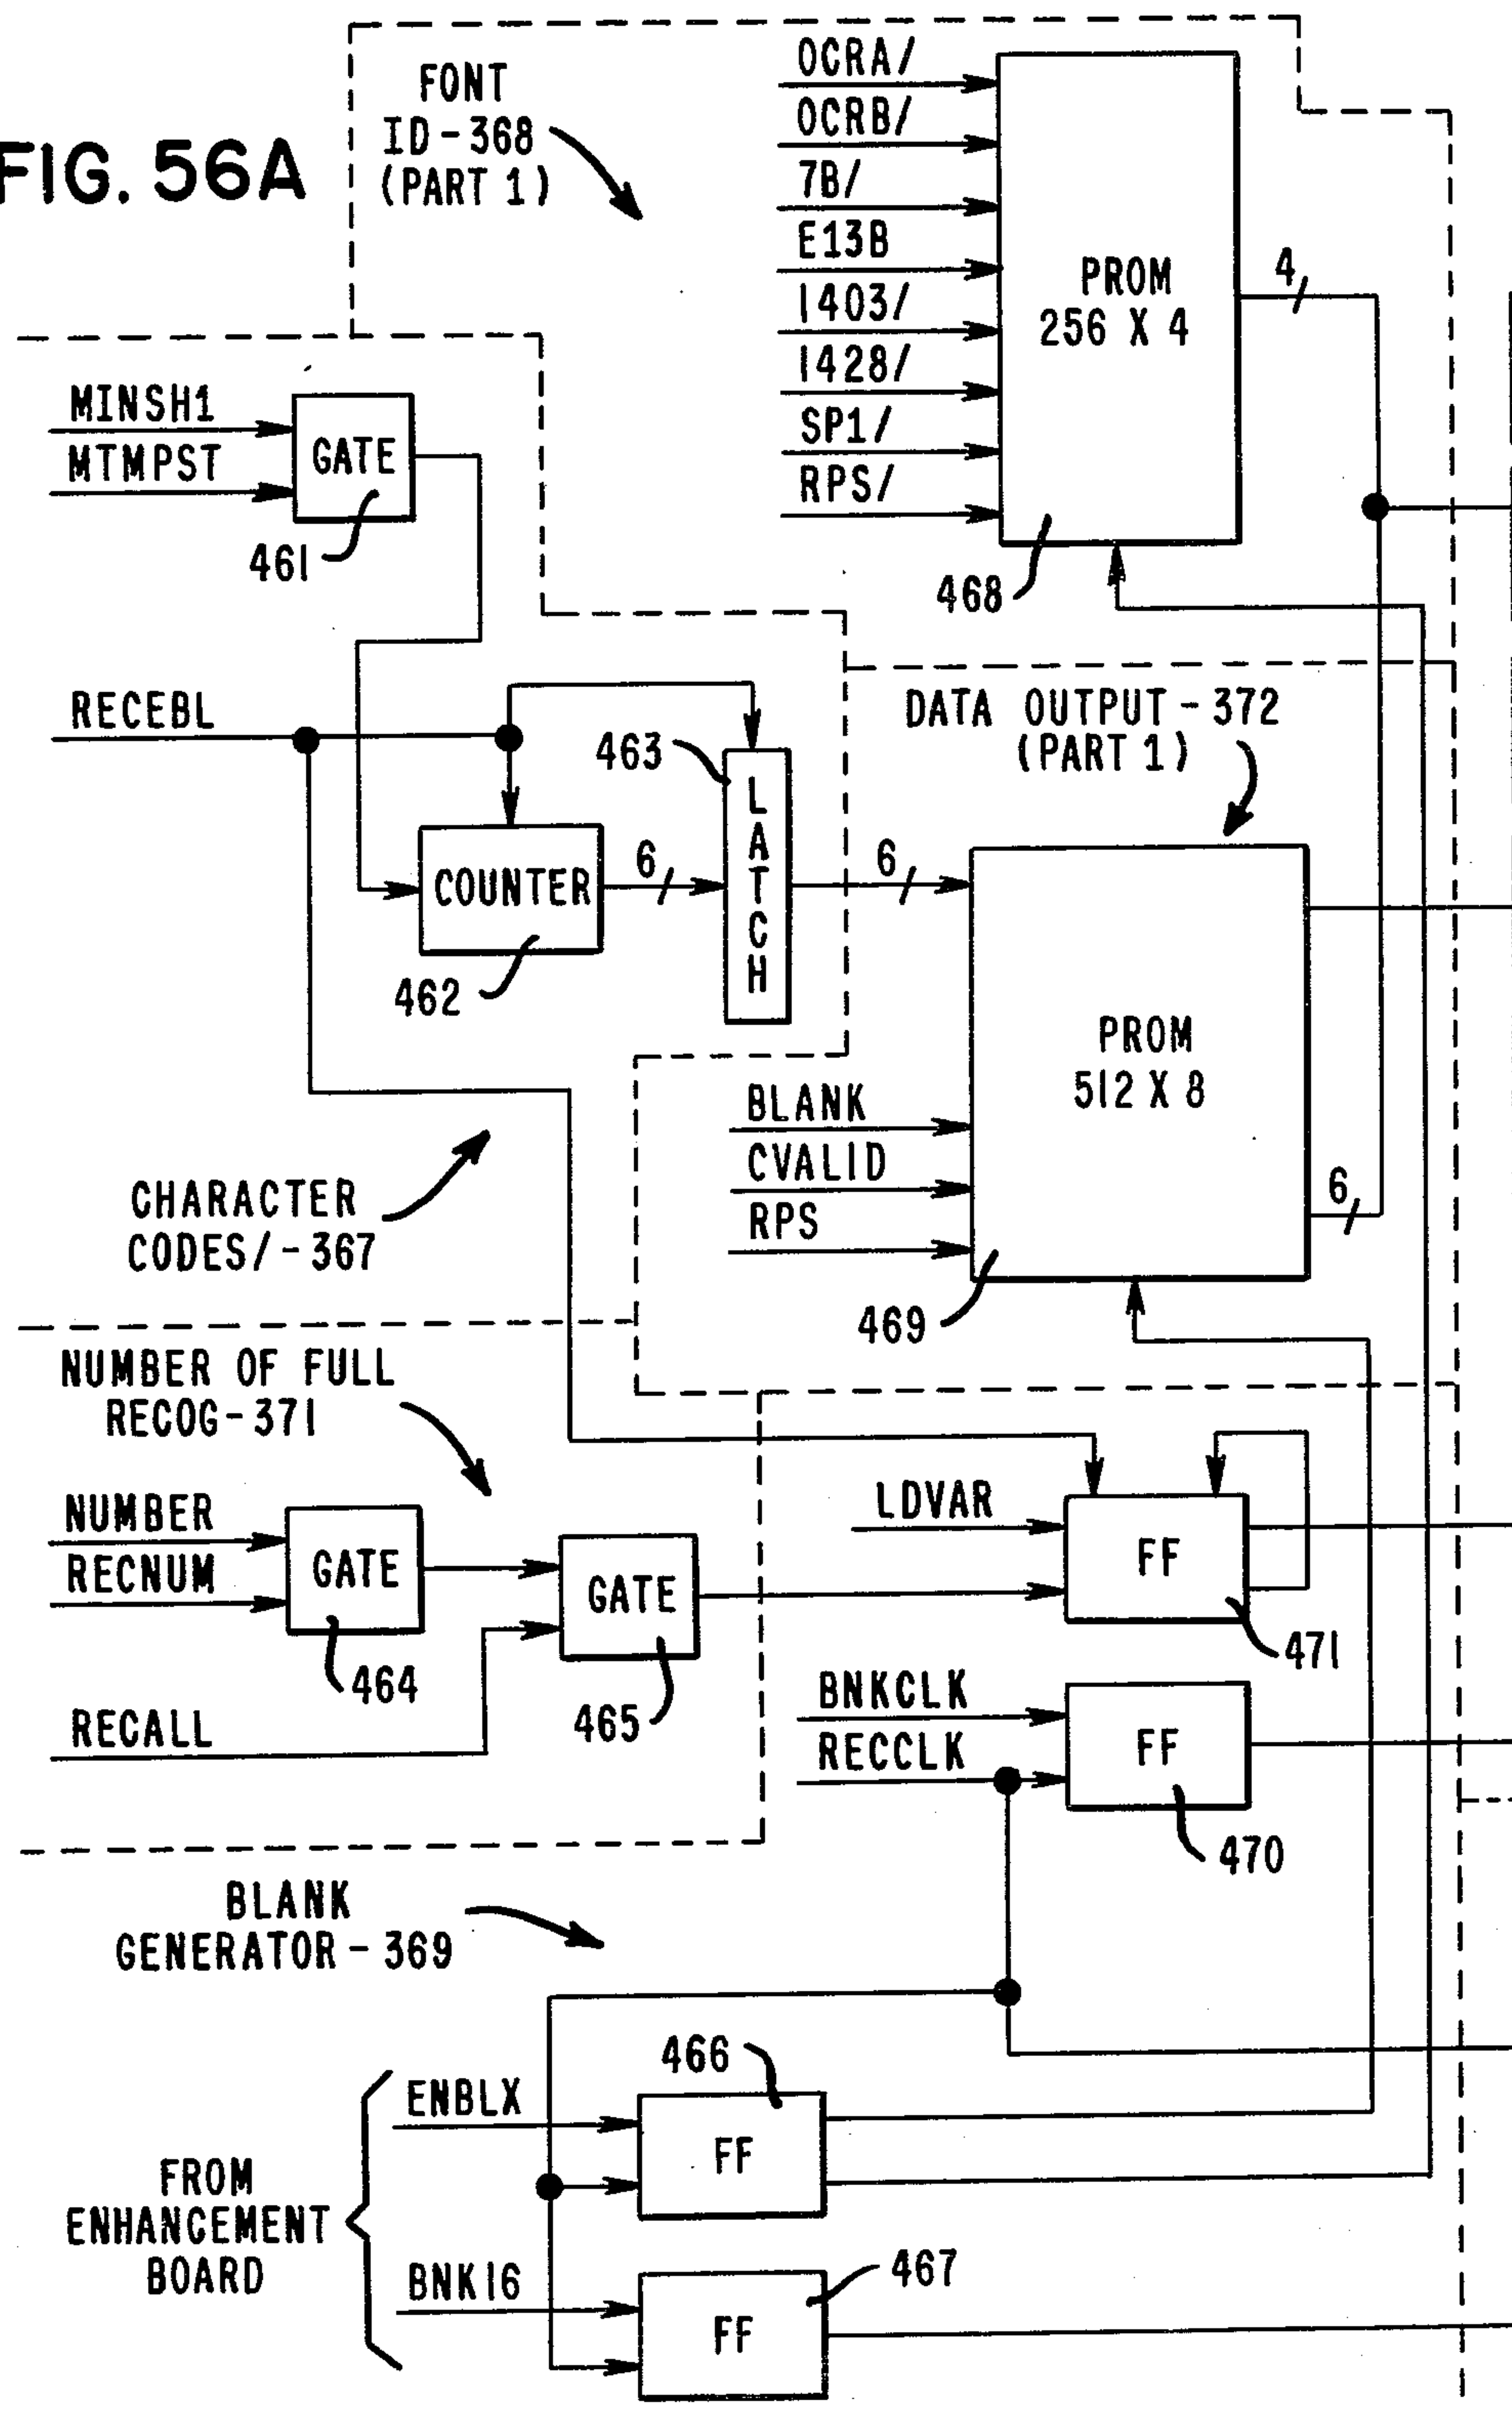 FIG. 56A
FONT
ID-368
(PART 1)
OCRA/
OCRB/
7B/
E13B
1403/
1428/
SP1/
RPS/
PROM
256 X 4
4
468
MINSH1
MTMPST
GATE
461
RECEBL
463
LATCH
COUNTER
6
462
6
DATA OUTPUT-372
(PART 1)
PROM
512 X 8
BLANK
CVALID
RPS
6
469
CHARACTER
CODES/-367
NUMBER OF FULL
RECOG-371
NUMBER
RECNUM
GATE
464
GATE
465
RECALL
LDVAR
FF
471
BNKCLK
RECCLK
FF
470
BLANK
GENERATOR-369
466
ENBLX
FF
FROM
ENHANCEMENT
BOARD
BNK16
467
FF